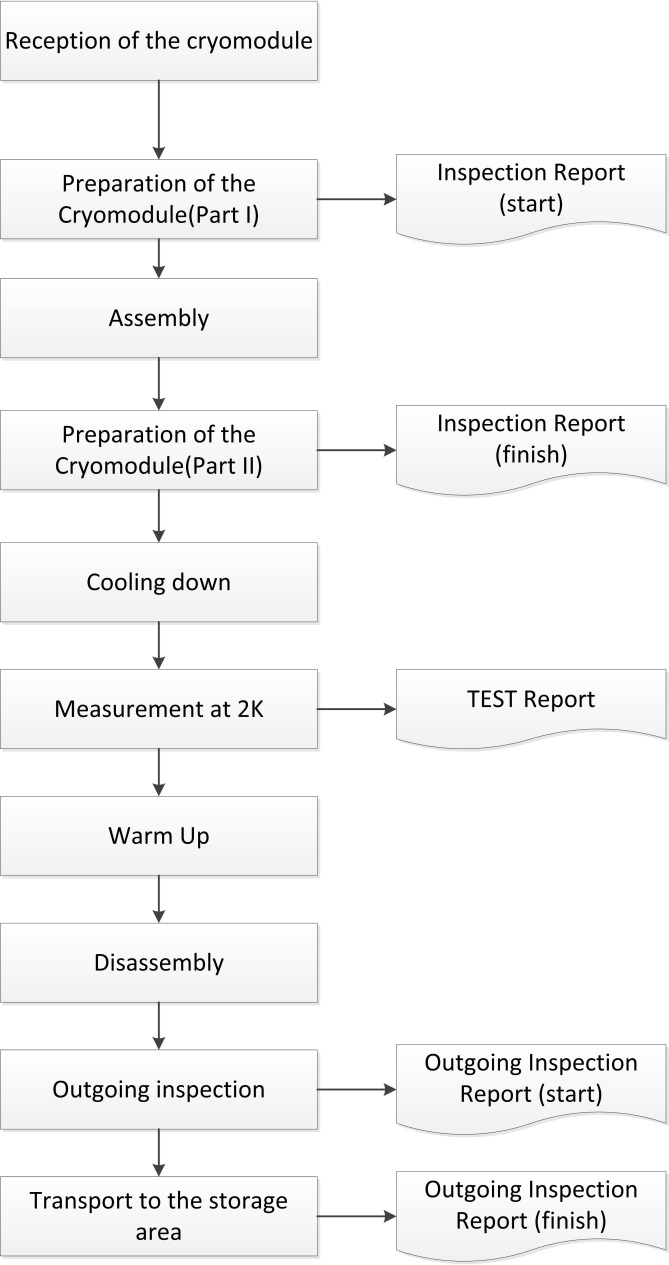 Reception of the cryomodule
Preparation of the
Cryomodule(Part I)
Inspection Report
(start)
Assembly
Preparation of the
Cryomodule(Part II)
Inspection Report
(finish)
Cooling down
Measurement at 2K
TEST Report
Warm Up
Disassembly
Outgoing inspection
Outgoing Inspection
Report (start)
Transport to the storage
area
Outgoing Inspection
Report (finish)